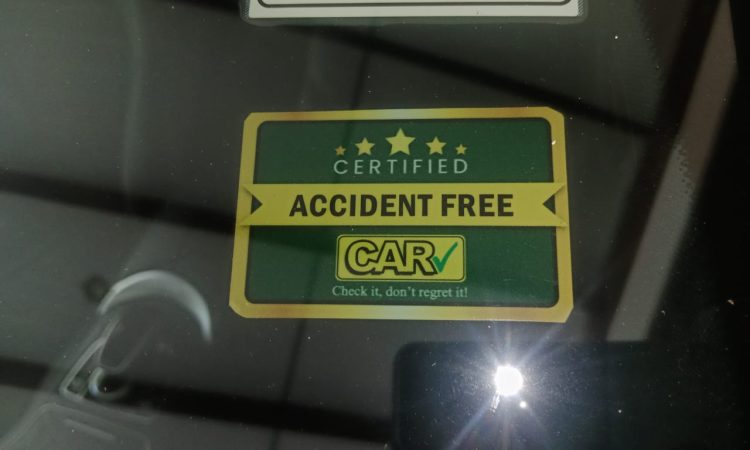 CERTIFIED
ACCIDENT FREE
CAR
Check it, don't regret it!